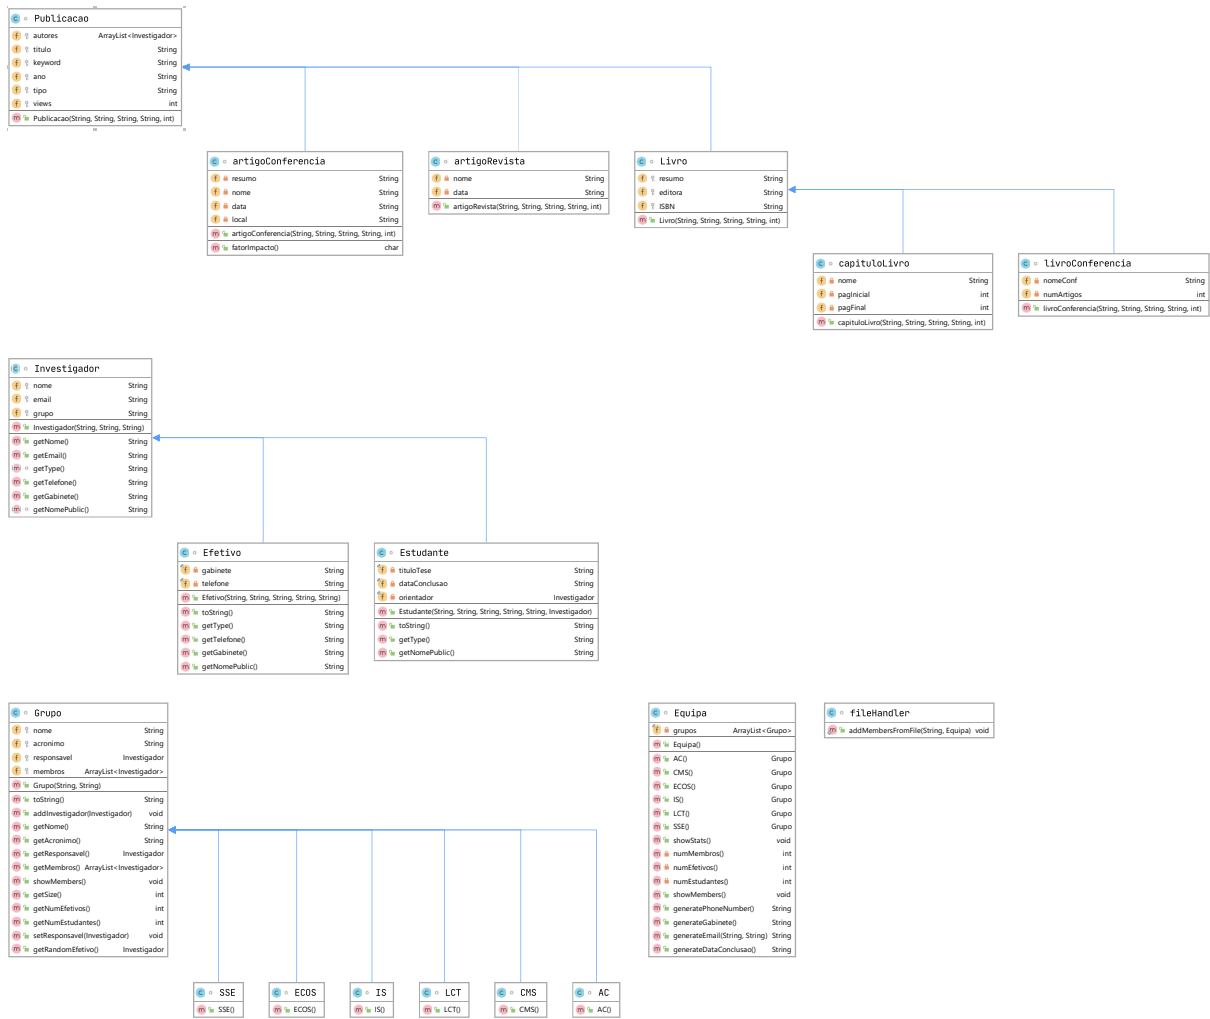 Publicacao
autores ArrayList<Investigador>
titulo String
keyword String
ano String
tipo String
views int
Publicacao(String, String, String, String, int)
artigoConferencia
resumo String
nome String
data String
local String
artigoConferencia(String, String, String, String, int)
fatorImpacto() char
artigoRevista
nome String
data String
artigoRevista(String, String, String, String, int)
Livro
resumo String
editora String
ISBN String
Livro(String, String, String, String, int)
capituloLivro
nome String
pagInicial int
pagFinal int
capituloLivro(String, String, String, String, int)
livroConferencia
nomeConf String
numArtigos int
livroConferencia(String, String, String, String, int)
Investigador
nome String
email String
grupo String
Investigador(String, String, String)
getNome() String
getEmail() String
getType() String
getTelefone() String
getGabinete() String
getNomePublic() String
Efetivo
gabinete String
telefone String
Efetivo(String, String, String, String, String)
toString() String
getType() String
getTelefone() String
getGabinete() String
getNomePublic() String
Estudante
tituloTese String
dataConclusao String
orientador Investigador
Estudante(String, String, String, String, String, Investigador)
toString() String
getType() String
getNomePublic() String
Grupo
nome String
acronimo String
responsavel Investigador
membros ArrayList<Investigador>
Grupo(String, String)
toString() String
addInvestigador(Investigador) void
getNome() String
getAcronimo() String
getResponsavel() Investigador
getMembros() ArrayList<Investigador>
showMembers() void
getSize() int
getNumEfetivos() int
getNumEstudantes() int
setResponsavel(Investigador) void
getRandomEfetivo() Investigador
Equipa
grupos ArrayList<Grupo>
Equipa()
AC() Grupo
CMS() Grupo
ECOS() Grupo
IS() Grupo
LCT() Grupo
SSE() Grupo
showStats() void
numMembros() int
numEfetivos() int
numEstudantes() int
showMembers() void
generatePhoneNumber() String
generateGabinete() String
generateEmail(String, String) String
generateDataConclusao() String
fileHandler
addMembersFromFile(String, Equipa) void
SSE
SSE()
ECOS
ECOS()
IS
IS()
LCT
LCT()
CMS
CMS()
AC
AC()